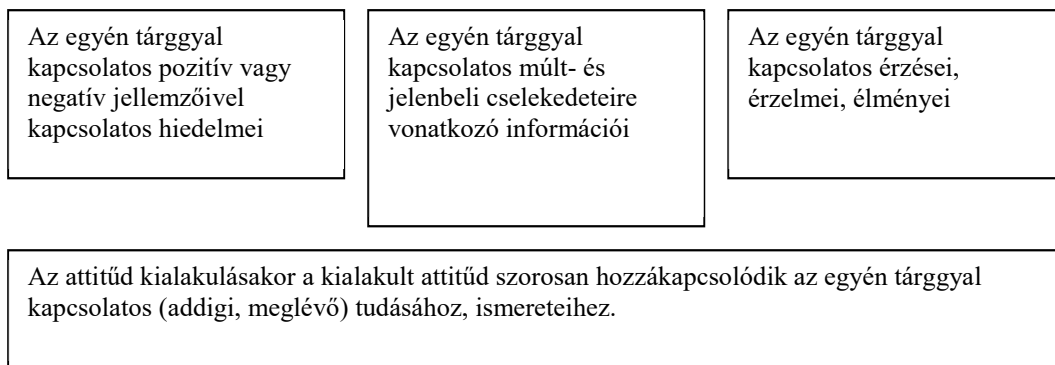 Az egyén tárggyal
kapcsolatos pozitív vagy
negatív jellemzőivel
kapcsolatos hiedelmei
Az egyén tárggyal
kapcsolatos múlt- és
jelenbeli cselekedeteire
vonatkozó információi
Az egyén tárggyal
kapcsolatos érzései,
érzelmei, élményei
Az attitűd kialakulásakor a kialakult attitűd szorosan hozzákapcsolódik az egyén tárggyal
kapcsolatos (addigi, meglévő) tudásához, ismereteihez.